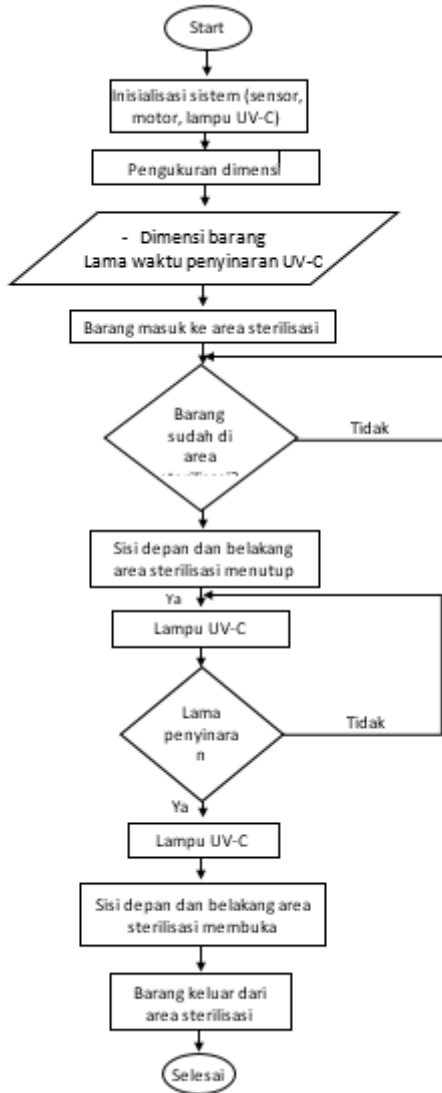 Start
Inisialisasi sistem (sensor,
motor, lampu UV-C)
Pengukuran dimensi
- Dimensi barang
Lama waktu penyinaran UV-C
Barang masuk ke area sterilisasi
Barang
sudah di
area
Tidak
Sisi depan dan belakang
area sterilisasi menutup
Ya
Lampu UV-C
Lama
penyinara
n
Tidak
Ya
Lampu UV-C
Sisi depan dan belakang area
sterilisasi membuka
Barang keluar dari
area sterilisasi
Selesai